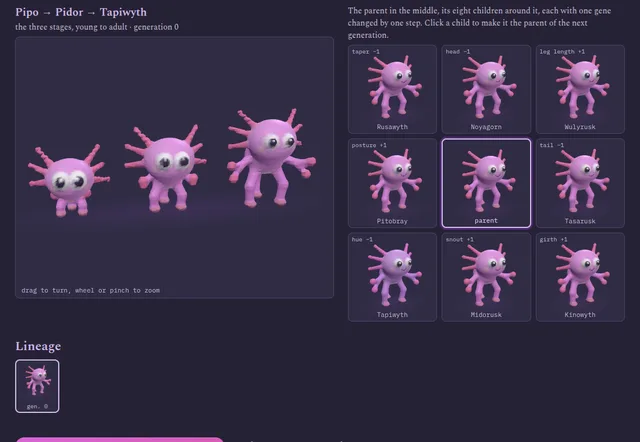 Pipo → Pidor → Tapiwyth
the three stages, young to adult · generation 0
drag to turn, wheel or pinch to zoom
The parent in the middle, its eight children around it, each with one gene
changed by one step. Click a child to make it the parent of the next
generation.
taper −1
Rusawyth
head −1
Noyagorn
leg length +1
Wulyrusk
posture +1
Pitobray
parent
tail −1
Tasarusk
hue −1
Tapiwyth
snout +1
Midorusk
girth +1
Kinowyth
Lineage
gen. 0